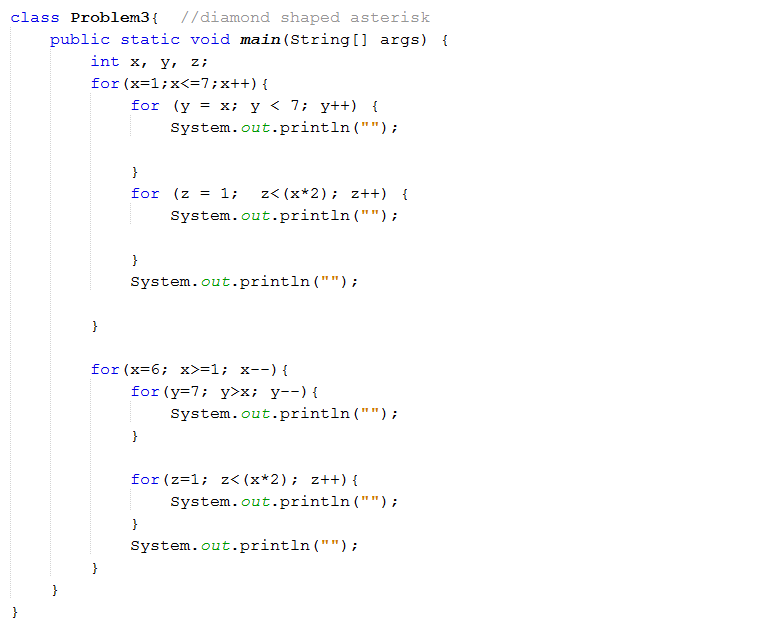 class Problem3{  //diamond shaped asterisk
    public static void main(String[] args) {
        int x, y, z;
        for(x=1;x<=7;x++){
            for (y = x; y < 7; y++) {
                System.out.println("");

            }
            for (z = 1;  z<(x*2); z++) {
                System.out.println("");

            }
            System.out.println("");

        }

        for(x=6; x>=1; x--){
            for(y=7; y>x; y--){
                System.out.println("");
            }

            for(z=1; z<(x*2); z++){
                System.out.println("");
            }
            System.out.println("");
        }
    }
}